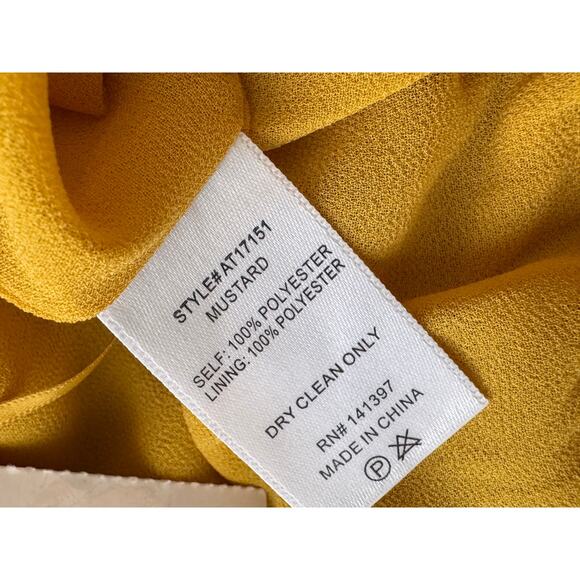 STYLE# AT17151
MUSTARD
SELF: 100% POLYESTER
LINING: 100% POLYESTER
DRY CLEAN ONLY
RN# 141397
MADE IN CHINA
P